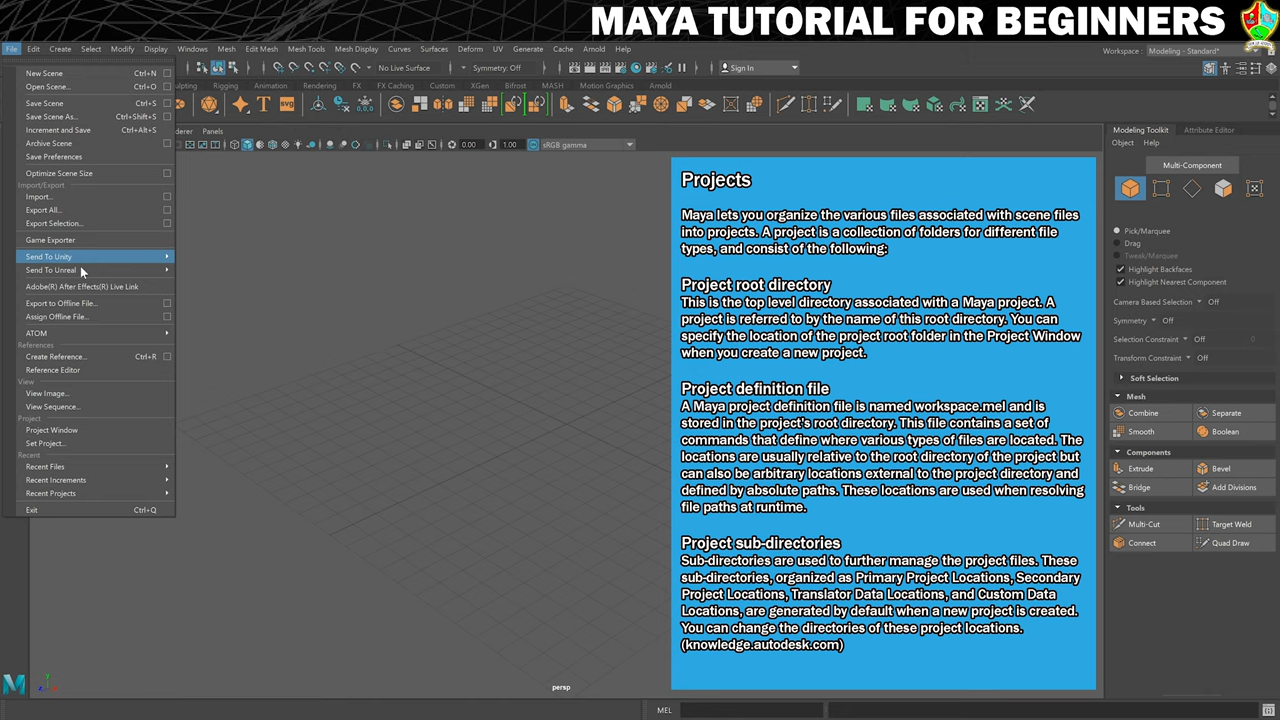 MAYA TUTORIAL FOR BEGINNERS
File Edit Create Select Modify Display Windows Mesh Edit Mesh Mesh Tools Mesh Display Curves Surfaces Deform UV Generate Cache Arnold Help
Workspace : Modeling - Standard*
No Live Surface
Symmetry: Off
Sign In
Sculpting Rigging Animation FX FX Caching Custom XGen Bifrost MASH Motion Graphics Arnold
Panels
0.00 1.00 sRGB gamma
New Scene Ctrl+N
Open Scene... Ctrl+O
Save Scene Ctrl+S
Save Scene As... Ctrl+Shift+S
Increment and Save Ctrl+Alt+S
Archive Scene
Save Preferences
Optimize Scene Size
Import/Export
Import...
Export All...
Export Selection...
Game Exporter
Send To Unity
Send To Unreal
Adobe(R) After Effects(R) Live Link
Export to Offline File...
Assign Offline File...
ATOM
References
Create Reference... Ctrl+R
Reference Editor
View
View Image...
View Sequence...
Project
Project Window
Set Project...
Recent
Recent Files
Recent Increments
Recent Projects
Exit Ctrl+Q
Projects
Maya lets you organize the various files associated with scene files
into projects. A project is a collection of folders for different file
types, and consist of the following:
Project root directory
This is the top level directory associated with a Maya project. A
project is referred to by the name of this root directory. You can
specify the location of the project root folder in the Project Window
when you create a new project.
Project definition file
A Maya project definition file is named workspace.mel and is
stored in the project's root directory. This file contains a set of
commands that define where various types of files are located. The
locations are usually relative to the root directory of the project but
can also be arbitrary locations external to the project directory and
defined by absolute paths. These locations are used when resolving
file paths at runtime.
Project sub-directories
Sub-directories are used to further manage the project files. These
sub-directories, organized as Primary Project Locations, Secondary
Project Locations, Translator Data Locations, and Custom Data
Locations, are generated by default when a new project is created.
You can change the directories of these project locations.
(knowledge.autodesk.com)
persp
Modeling Toolkit Attribute Editor
Object Help
Multi-Component
Pick/Marquee
Drag
Tweak/Marquee
Highlight Backfaces
Highlight Nearest Component
Camera Based Selection Off
Symmetry Off
Selection Constraint Off 0
Transform Constraint Off
Soft Selection
Mesh
Combine Separate
Smooth Boolean
Components
Extrude Bevel
Bridge Add Divisions
Tools
Multi-Cut Target Weld
Connect Quad Draw
MEL